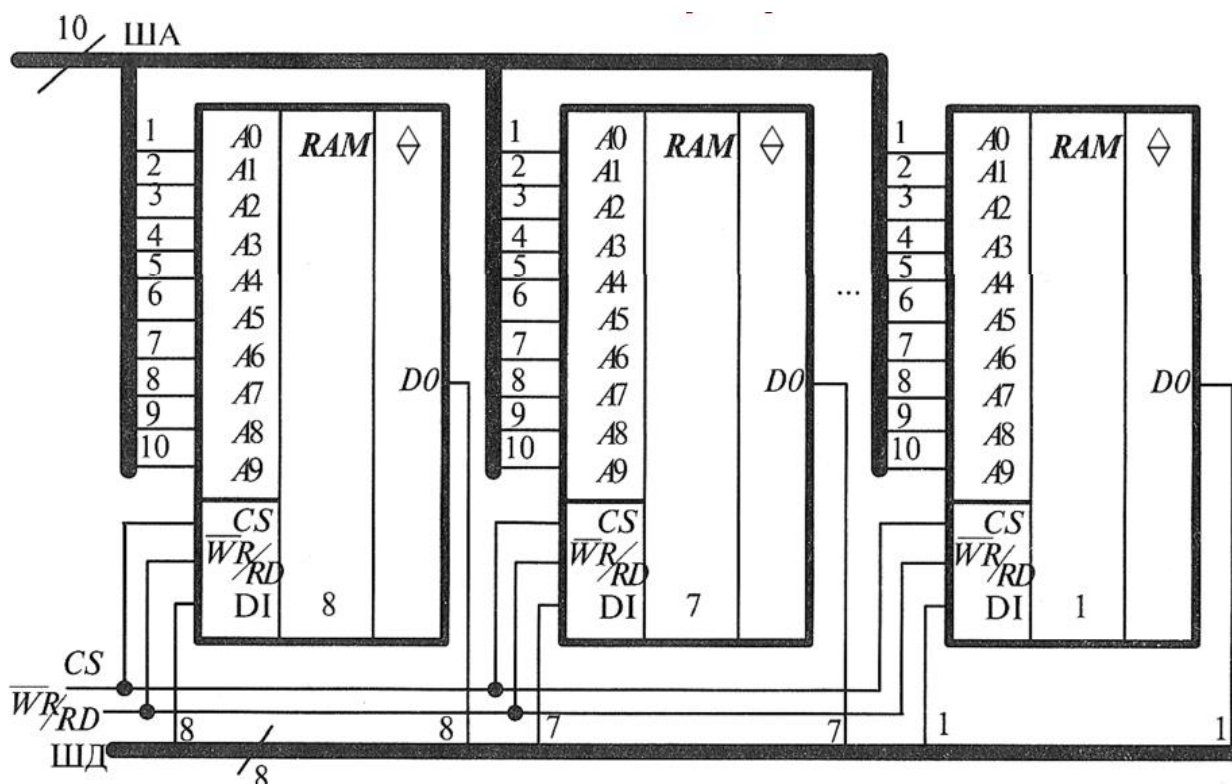 10 ША
1 A0 RAM 1 A0 RAM 1 A0 RAM
2 A1 2 A1 2 A1
3 A2 3 A2 3 A2
4 A3 4 A3 4 A3
5 A4 5 A4 ... 5 A4
6 A5 6 A5 6 A5
7 A6 7 A6 7 A6
D0 D0 D0
8 A7 8 A7 8 A7
9 A8 9 A8 9 A8
10 A9 10 A9 10 A9
CS CS CS
W̅R/RD W̅R/RD W̅R/RD
DI 8 DI 7 DI 1
CS
W̅R/RD 8 8 7 7 1 1
ШД 8